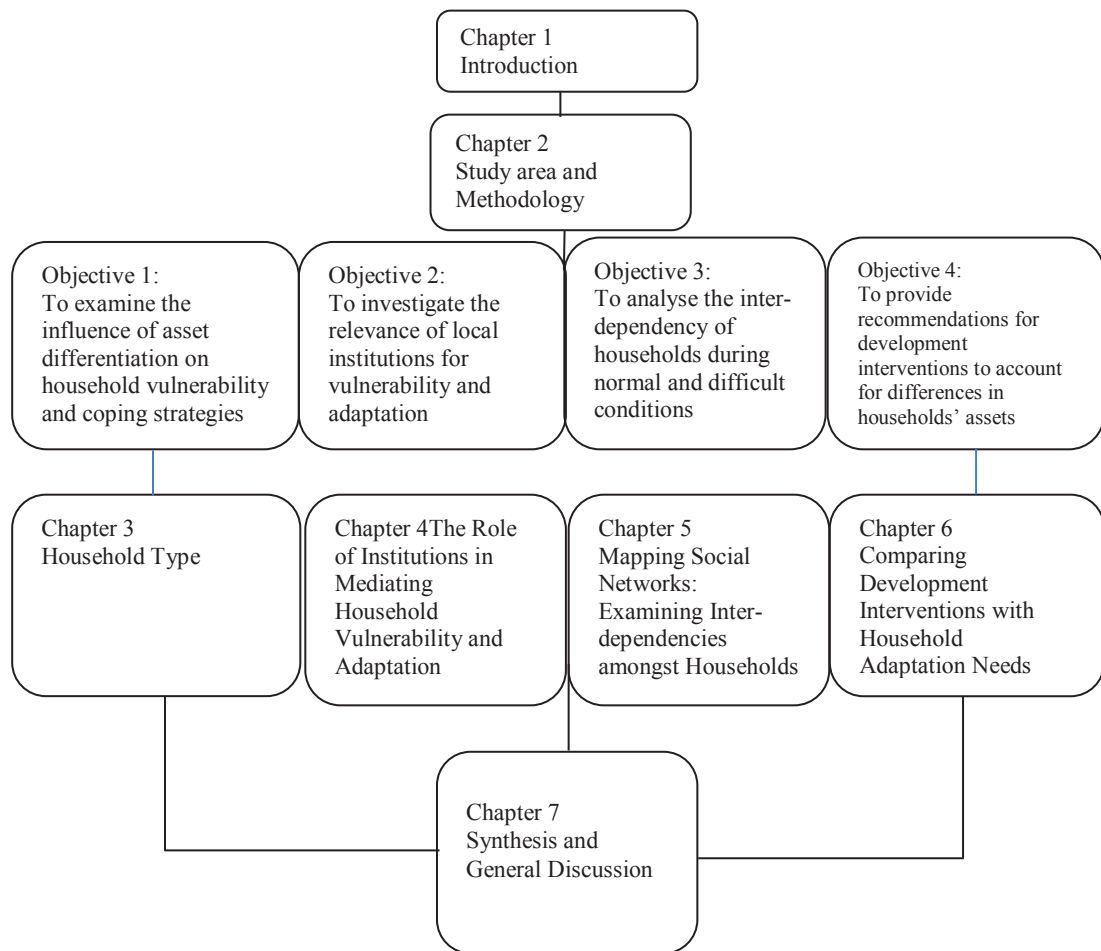 Chapter 1
Introduction
Chapter 2
Study area and
Methodology
Objective 1:
To examine the
influence of asset
differentiation on
household vulnerability
and coping strategies
Objective 2:
To investigate the
relevance of local
institutions for
vulnerability and
adaptation
Objective 3:
To analyse the inter-
dependency of
households during
normal and difficult
conditions
Objective 4:
To provide
recommendations for
development
interventions to account
for differences in
households’ assets
Chapter 3
Household Type
Chapter 4The Role
of Institutions in
Mediating
Household
Vulnerability and
Adaptation
Chapter 5
Mapping Social
Networks:
Examining Inter-
dependencies
amongst Households
Chapter 6
Comparing
Development
Interventions with
Household
Adaptation Needs
Chapter 7
Synthesis and
General Discussion